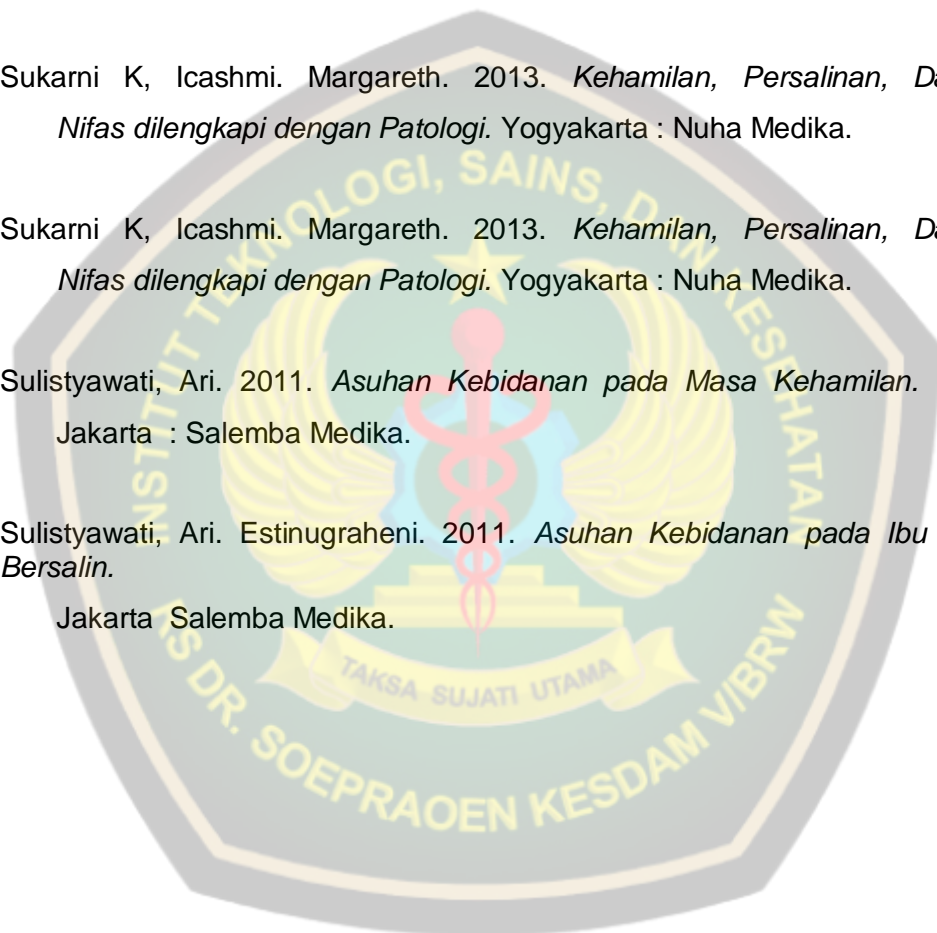 Sukarni K, Icashmi. Margareth. 2013. Kehamilan, Persalinan, Da
Nifas dilengkapi dengan Patologi. Yogyakarta : Nuha Medika.
Sukarni K, Icashmi. Margareth. 2013. Kehamilan, Persalinan, Da
Nifas dilengkapi dengan Patologi. Yogyakarta : Nuha Medika.
Sulistyawati, Ari. 2011. Asuhan Kebidanan pada Masa Kehamilan.
Jakarta : Salemba Medika.
Sulistyawati, Ari. Estinugraheni. 2011. Asuhan Kebidanan pada Ibu
Bersalin.
Jakarta Salemba Medika.
INSTITUT TEKNOLOGI, SAINS, DAN KESEHATAN
RS DR. SOEPRAOEN KESDAM V/BRW
TAKSA SUJATI UTAMA